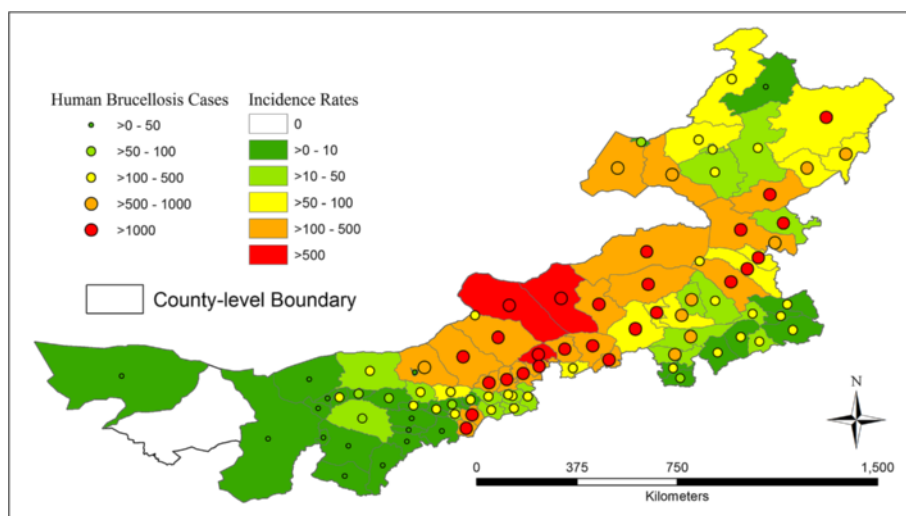 Human Brucellosis Cases
>0 - 50
>50 - 100
>100 - 500
>500 - 1000
>1000
Incidence Rates
0
>0 - 10
>10 - 50
>50 - 100
>100 - 500
>500
County-level Boundary
N
0 375 750 1,500
Kilometers